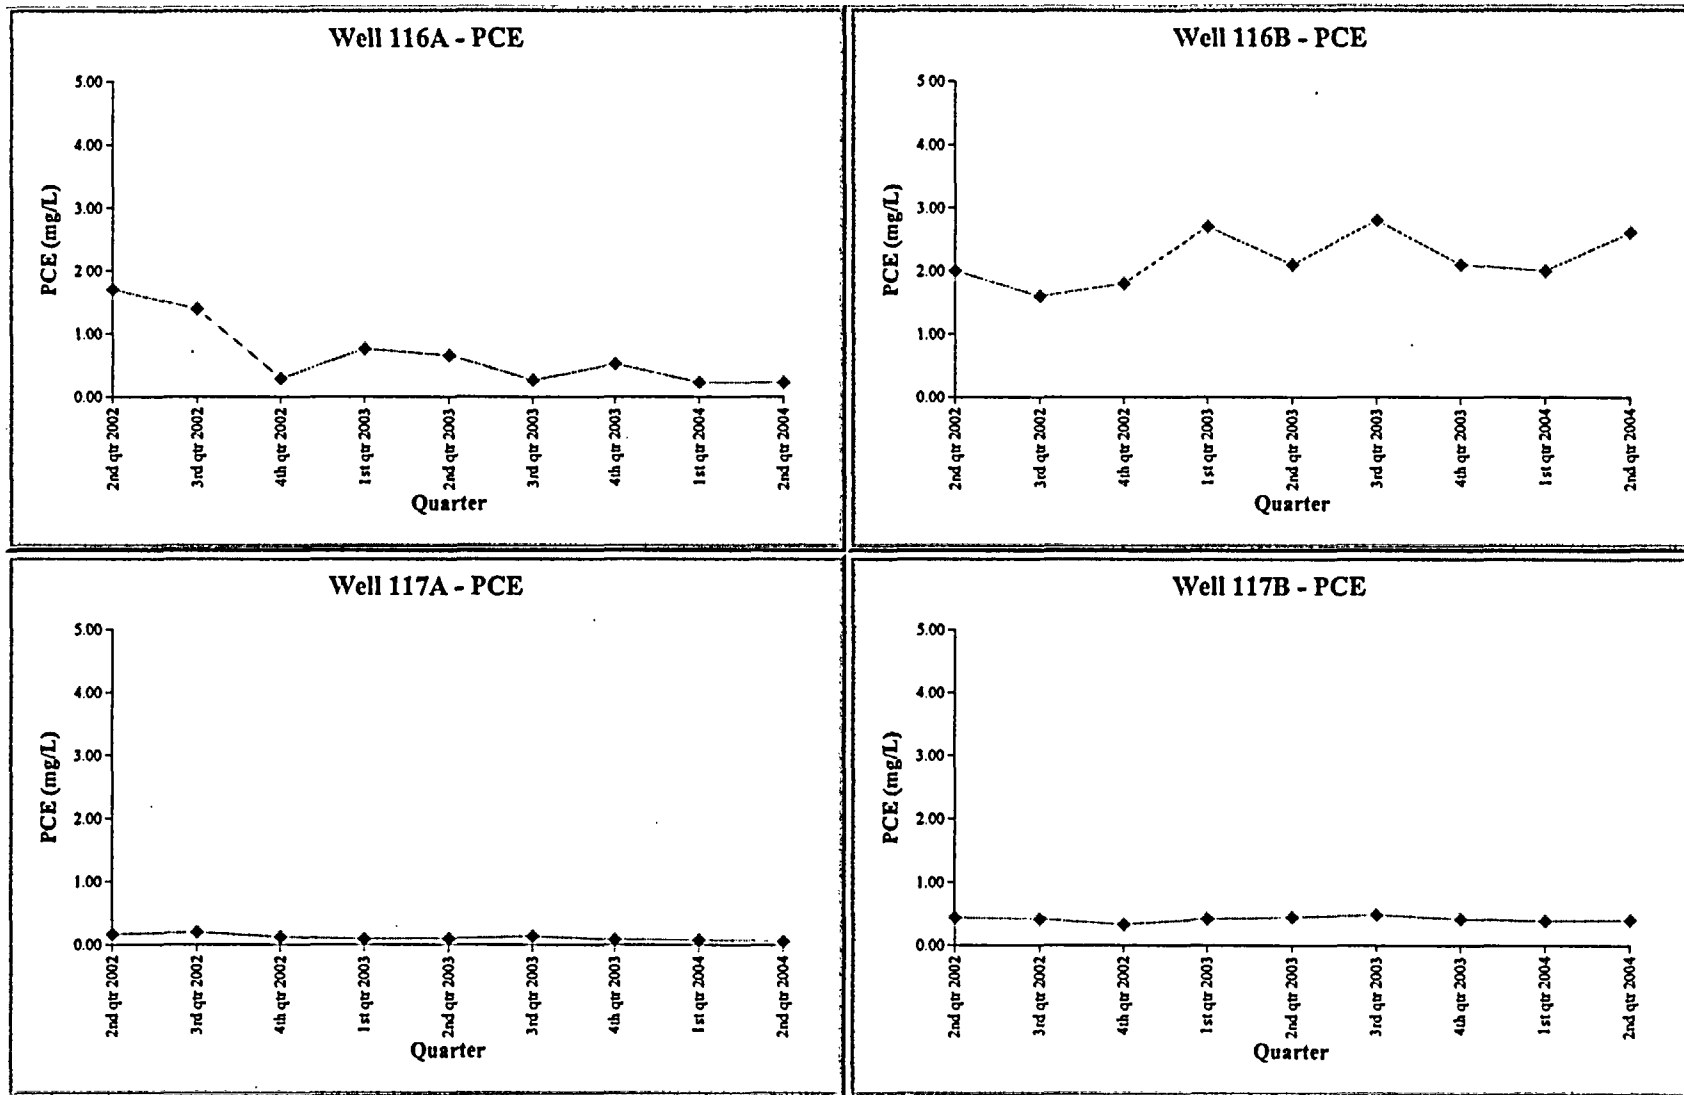 Well 116A - PCE
5.00
4.00
3.00
2.00
1.00
0.00
PCE (mg/L)
2nd qtr 2002
3rd qtr 2002
4th qtr 2002
1st qtr 2003
2nd qtr 2003
3rd qtr 2003
4th qtr 2003
1st qtr 2004
2nd qtr 2004
Quarter
Well 116B - PCE
5.00
4.00
3.00
2.00
1.00
0.00
PCE (mg/L)
2nd qtr 2002
3rd qtr 2002
4th qtr 2002
1st qtr 2003
2nd qtr 2003
3rd qtr 2003
4th qtr 2003
1st qtr 2004
2nd qtr 2004
Quarter
Well 117A - PCE
5.00
4.00
3.00
2.00
1.00
0.00
PCE (mg/L)
2nd qtr 2002
3rd qtr 2002
4th qtr 2002
1st qtr 2003
2nd qtr 2003
3rd qtr 2003
4th qtr 2003
1st qtr 2004
2nd qtr 2004
Quarter
Well 117B - PCE
5.00
4.00
3.00
2.00
1.00
0.00
PCE (mg/L)
2nd qtr 2002
3rd qtr 2002
4th qtr 2002
1st qtr 2003
2nd qtr 2003
3rd qtr 2003
4th qtr 2003
1st qtr 2004
2nd qtr 2004
Quarter